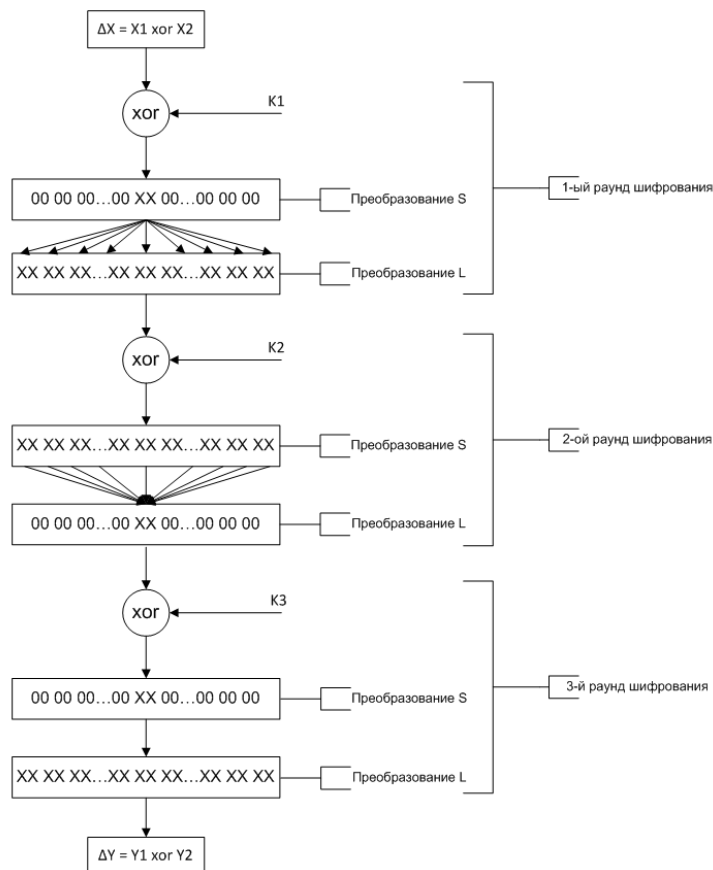 ΔX = X1 xor X2
xor
K1
00 00 00...00 XX 00...00 00 00
Преобразование S
1-ый раунд шифрования
XX XX XX...XX XX XX...XX XX XX
Преобразование L
xor
K2
XX XX XX...XX XX XX...XX XX XX
Преобразование S
2-ой раунд шифрования
00 00 00...00 XX 00...00 00 00
Преобразование L
xor
K3
00 00 00...00 XX 00...00 00 00
Преобразование S
3-й раунд шифрования
XX XX XX...XX XX XX...XX XX XX
Преобразование L
ΔY = Y1 xor Y2